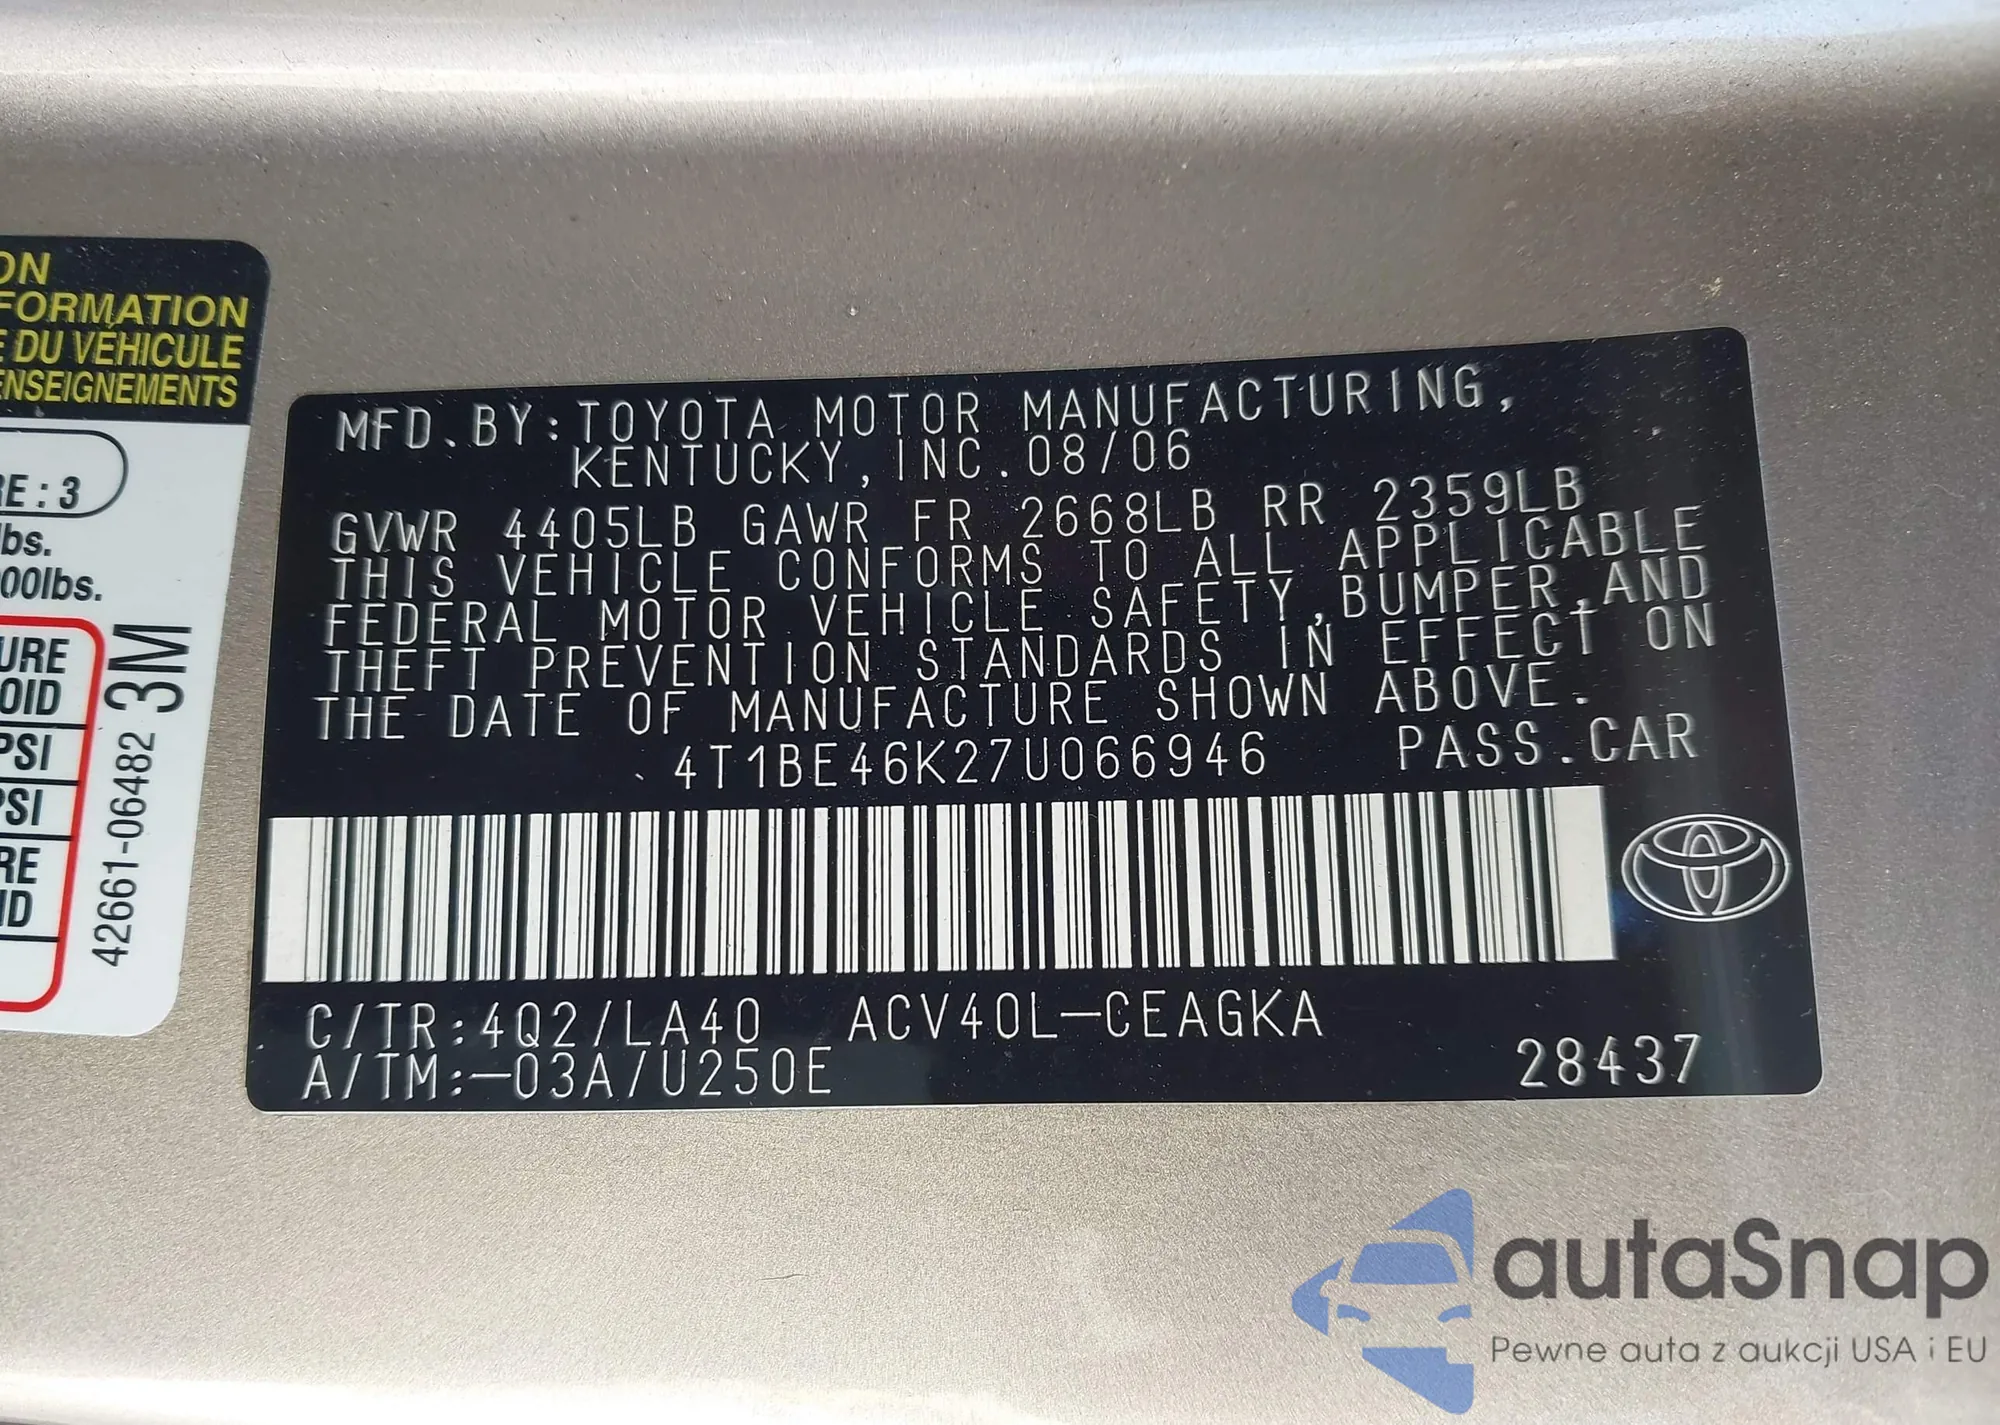 ON
FORMATION
E DU VÉHICULE
ENSEIGNEMENTS
RE : 3
lbs.
00lbs.
URE
OID
PSI
PSI
RE
ID
42661-06482 3M
MFD.BY:TOYOTA MOTOR MANUFACTURING,
KENTUCKY,INC.08/06
GVWR 4405LB GAWR FR 2668LB RR 2359LB
THIS VEHICLE CONFORMS TO ALL APPLICABLE
FEDERAL MOTOR VEHICLE SAFETY,BUMPER,AND
THEFT PREVENTION STANDARDS IN EFFECT ON
THE DATE OF MANUFACTURE SHOWN ABOVE.
4T1BE46K27U066946 PASS.CAR
C/TR:4Q2/LA40 ACV40L-CEAGKA
A/TM:-03A/U250E 28437
autaSnap
Pewne auta z aukcji USA i EU